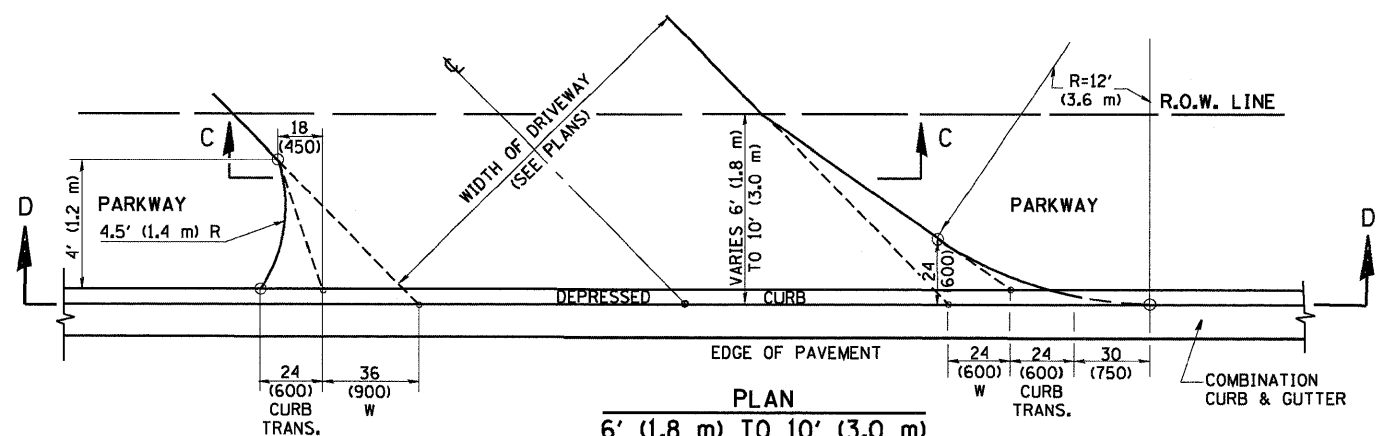 ℄
WIDTH OF DRIVEWAY
(SEE PLANS)
R=12'
(3.6 m)
R.O.W. LINE
C
18
(450)
C
4' (1.2 m)
PARKWAY
4.5' (1.4 m) R
VARIES 6' (1.8 m)
TO 10' (3.0 m)
PARKWAY
D
D
24
(600)
DEPRESSED CURB
EDGE OF PAVEMENT
24
(600)
CURB
TRANS.
36
(900)
W
24
(600)
W
24
(600)
CURB
TRANS.
30
(750)
COMBINATION
CURB & GUTTER
PLAN
6' (1.8 m) TO 10' (3.0 m)